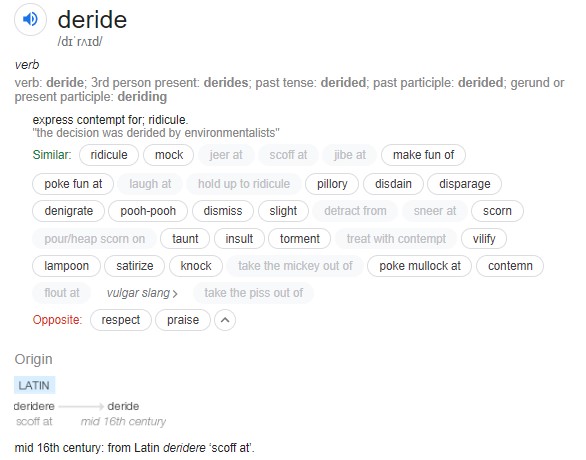 deride
/dɪˈrʌɪd/
verb
verb: deride; 3rd person present: derides; past tense: derided; past participle: derided; gerund or
present participle: deriding
express contempt for; ridicule.
"the decision was derided by environmentalists"
Similar: ridicule mock jeer at scoff at jibe at make fun of
poke fun at laugh at hold up to ridicule pillory disdain disparage
denigrate pooh-pooh dismiss slight detract from sneer at scorn
pour/heap scorn on taunt insult torment treat with contempt vilify
lampoon satirize knock take the mickey out of poke mullock at contemn
flout at vulgar slang take the piss out of
Opposite: respect praise
Origin
LATIN
deridere deride
scoff at mid 16th century
mid 16th century: from Latin deridere ‘scoff at’.